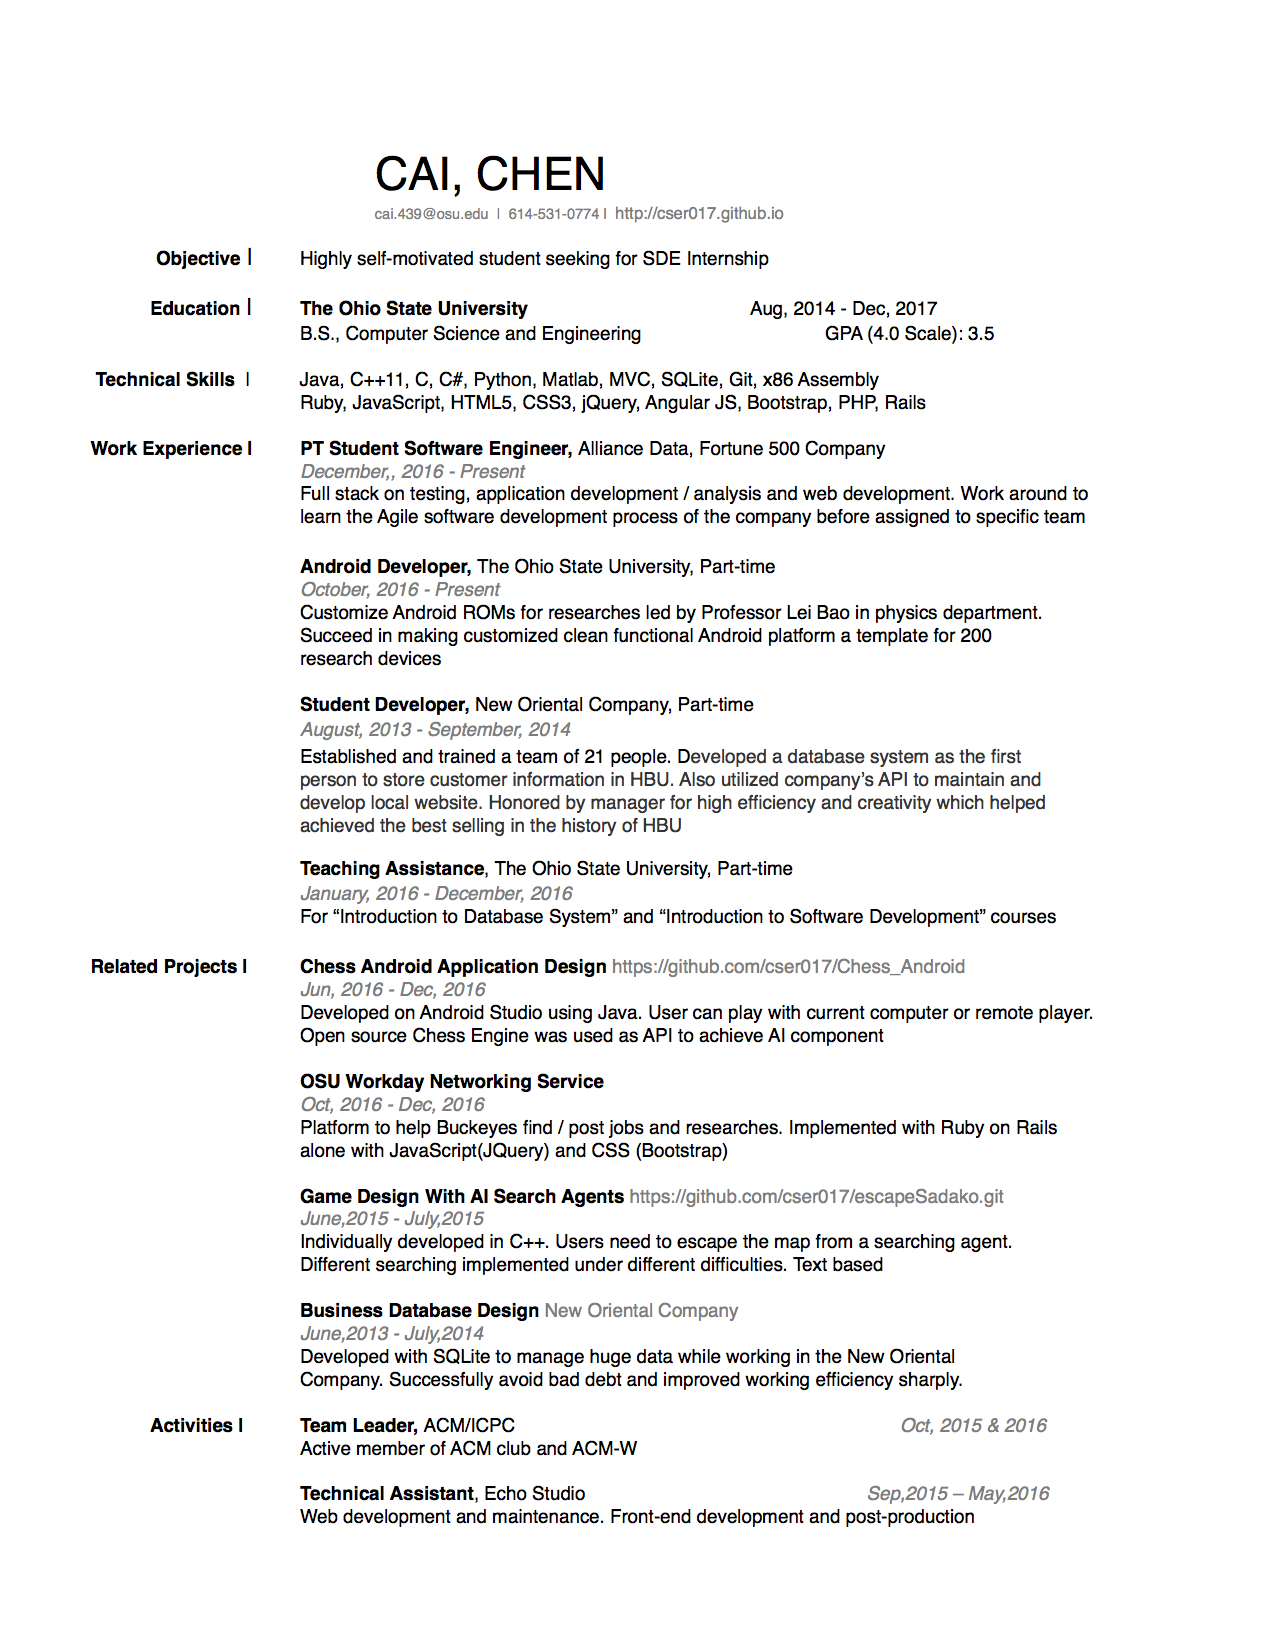 CAI, CHEN
cai.439@osu.edu | 614-531-0774 | http://cser017.github.io
Objective | Highly self-motivated student seeking for SDE Internship
Education | The Ohio State University Aug, 2014 - Dec, 2017
B.S., Computer Science and Engineering GPA (4.0 Scale): 3.5
Technical Skills | Java, C++11, C, C#, Python, Matlab, MVC, SQLite, Git, x86 Assembly
Ruby, JavaScript, HTML5, CSS3, jQuery, Angular JS, Bootstrap, PHP, Rails
Work Experience | PT Student Software Engineer, Alliance Data, Fortune 500 Company
December,, 2016 - Present
Full stack on testing, application development / analysis and web development. Work around to
learn the Agile software development process of the company before assigned to specific team
Android Developer, The Ohio State University, Part-time
October, 2016 - Present
Customize Android ROMs for researches led by Professor Lei Bao in physics department.
Succeed in making customized clean functional Android platform a template for 200
research devices
Student Developer, New Oriental Company, Part-time
August, 2013 - September, 2014
Established and trained a team of 21 people. Developed a database system as the first
person to store customer information in HBU. Also utilized company’s API to maintain and
develop local website. Honored by manager for high efficiency and creativity which helped
achieved the best selling in the history of HBU
Teaching Assistance, The Ohio State University, Part-time
January, 2016 - December, 2016
For “Introduction to Database System” and “Introduction to Software Development” courses
Related Projects | Chess Android Application Design https://github.com/cser017/Chess_Android
Jun, 2016 - Dec, 2016
Developed on Android Studio using Java. User can play with current computer or remote player.
Open source Chess Engine was used as API to achieve AI component
OSU Workday Networking Service
Oct, 2016 - Dec, 2016
Platform to help Buckeyes find / post jobs and researches. Implemented with Ruby on Rails
alone with JavaScript(JQuery) and CSS (Bootstrap)
Game Design With AI Search Agents https://github.com/cser017/escapeSadako.git
June,2015 - July,2015
Individually developed in C++. Users need to escape the map from a searching agent.
Different searching implemented under different difficulties. Text based
Business Database Design New Oriental Company
June,2013 - July,2014
Developed with SQLite to manage huge data while working in the New Oriental
Company. Successfully avoid bad debt and improved working efficiency sharply.
Activities | Team Leader, ACM/ICPC Oct, 2015 & 2016
Active member of ACM club and ACM-W
Technical Assistant, Echo Studio Sep,2015 – May,2016
Web development and maintenance. Front-end development and post-production